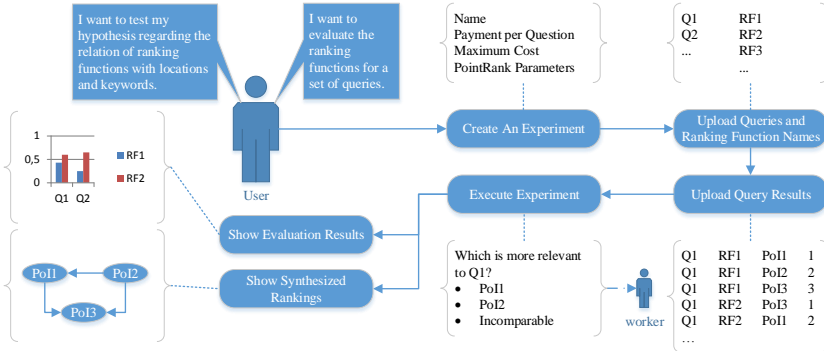 I want to test my
hypothesis regarding the
relation of ranking
functions with locations
and keywords.
I want to
evaluate the
ranking
functions for a
set of queries.
Name
Payment per Question
Maximum Cost
PointRank Parameters
Q1 RF1
Q2 RF2
... RF3
...
User
Create An Experiment
Upload Queries and
Ranking Function Names
Execute Experiment
Upload Query Results
1
0,5
0
Q1 Q2
RF1
RF2
Show Evaluation Results
Show Synthesized
Rankings
PoI1
PoI2
PoI3
Which is more relevant
to Q1?
• PoI1
• PoI2
• Incomparable
worker
Q1 RF1 PoI1 1
Q1 RF1 PoI2 2
Q1 RF1 PoI3 3
Q1 RF2 PoI3 1
Q1 RF2 PoI1 2
...